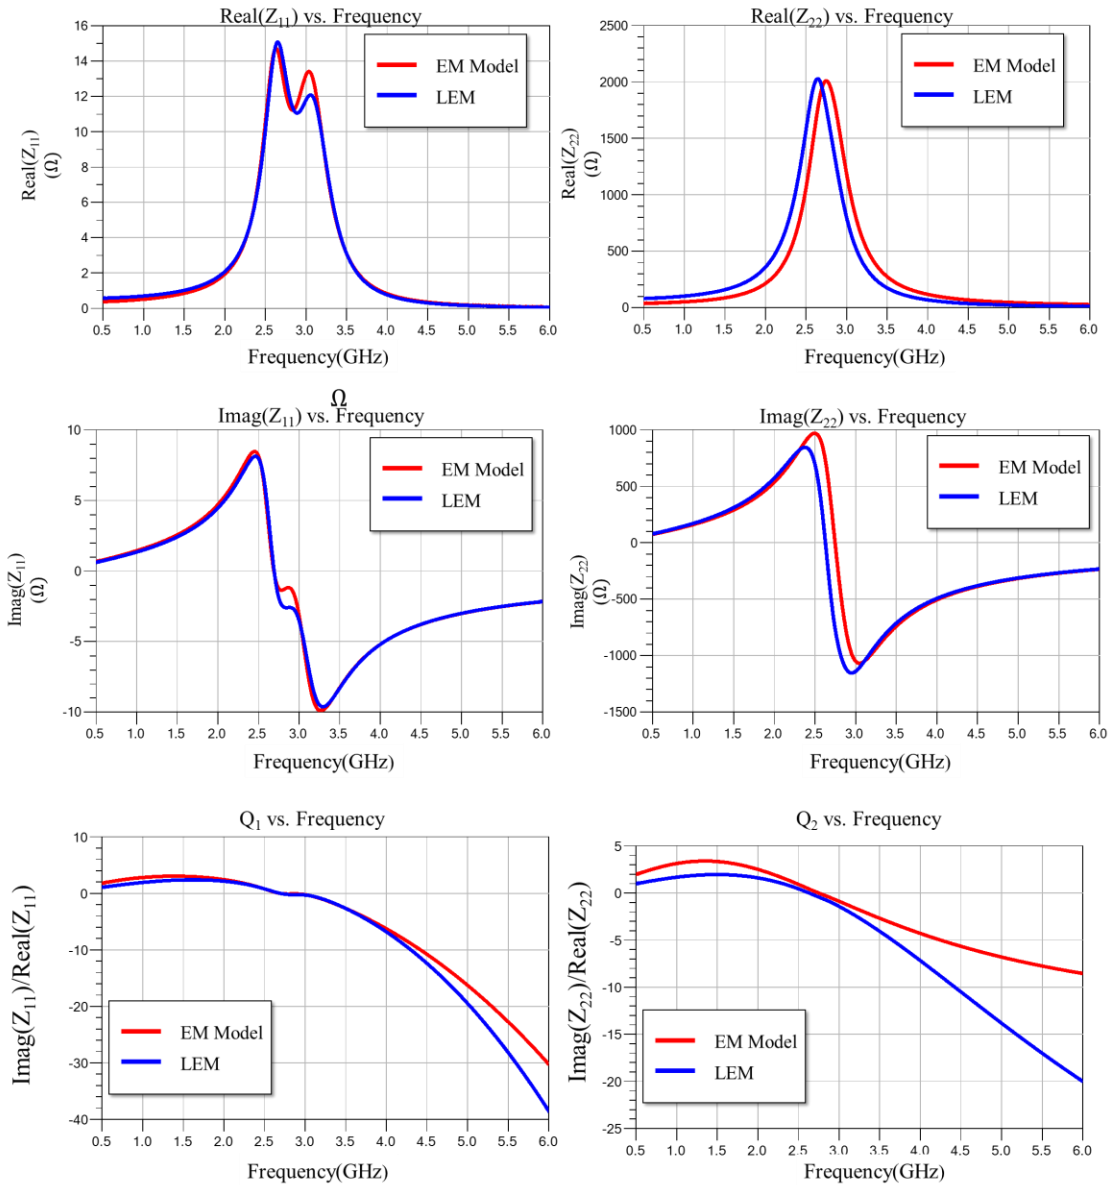 Real(Z11) vs. Frequency
16
14
12
10
8
6
4
2
0
0.5 1.0 1.5 2.0 2.5 3.0 3.5 4.0 4.5 5.0 5.5 6.0
Real(Z11)
(Ω)
Frequency(GHz)
EM Model
LEM
Real(Z22) vs. Frequency
2500
2000
1500
1000
500
0
0.5 1.0 1.5 2.0 2.5 3.0 3.5 4.0 4.5 5.0 5.5 6.0
Real(Z22)
(Ω)
Frequency(GHz)
EM Model
LEM
Ω
Imag(Z11) vs. Frequency
10
5
0
-5
-10
0.5 1.0 1.5 2.0 2.5 3.0 3.5 4.0 4.5 5.0 5.5 6.0
Imag(Z11)
(Ω)
Frequency(GHz)
EM Model
LEM
Imag(Z22) vs. Frequency
1000
500
0
-500
-1000
-1500
0.5 1.0 1.5 2.0 2.5 3.0 3.5 4.0 4.5 5.0 5.5 6.0
Imag(Z22)
(Ω)
Frequency(GHz)
EM Model
LEM
Q1 vs. Frequency
10
0
-10
-20
-30
-40
0.5 1.0 1.5 2.0 2.5 3.0 3.5 4.0 4.5 5.0 5.5 6.0
Imag(Z11)/Real(Z11)
Frequency(GHz)
EM Model
LEM
Q2 vs. Frequency
5
0
-5
-10
-15
-20
-25
0.5 1.0 1.5 2.0 2.5 3.0 3.5 4.0 4.5 5.0 5.5 6.0
Imag(Z22)/Real(Z22)
Frequency(GHz)
EM Model
LEM